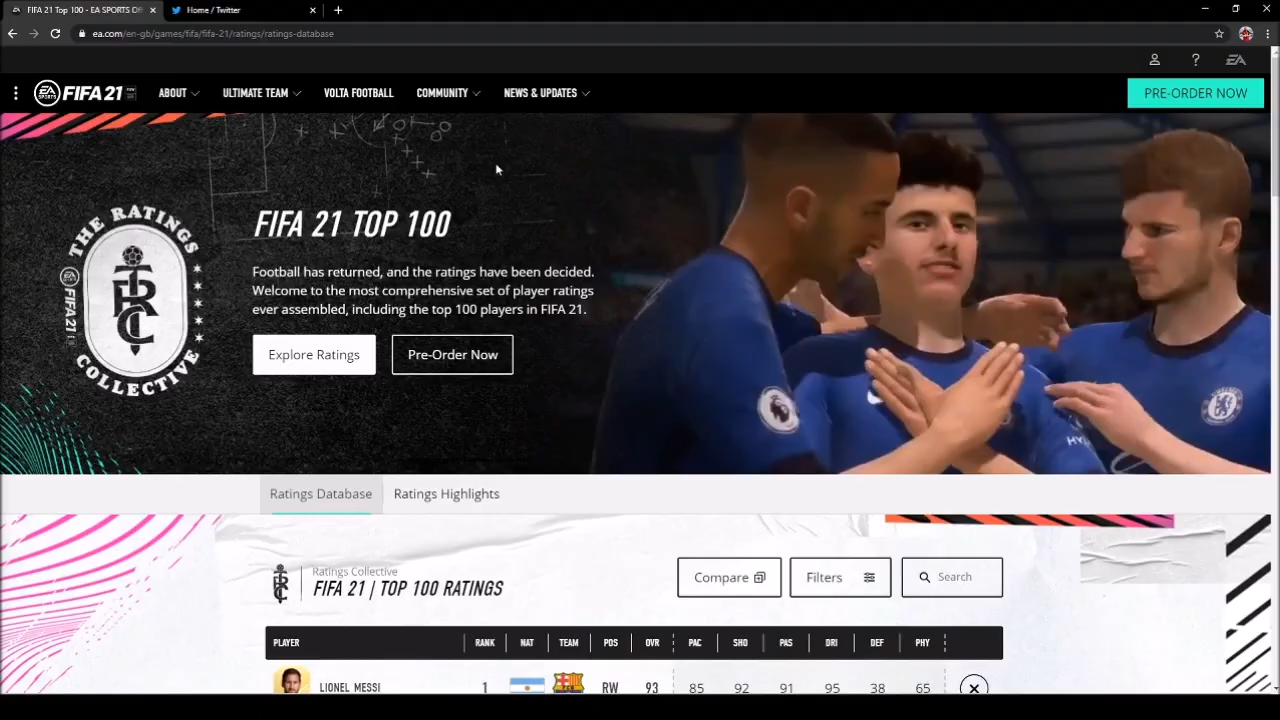 FIFA 21 Top 100 - EA SPORTS Of
Home / Twitter
ea.com/en-gb/games/fifa/fifa-21/ratings/ratings-database
EA
EA SPORTS FIFA 21
ABOUT
ULTIMATE TEAM
VOLTA FOOTBALL
COMMUNITY
NEWS & UPDATES
PRE-ORDER NOW
THE RATINGS
COLLECTIVE
FIFA 21
TRC
FIFA 21 TOP 100
Football has returned, and the ratings have been decided.
Welcome to the most comprehensive set of player ratings
ever assembled, including the top 100 players in FIFA 21.
Explore Ratings
Pre-Order Now
Ratings Database
Ratings Highlights
Ratings Collective
FIFA 21 | TOP 100 RATINGS
Compare
Filters
Search
PLAYER RANK NAT TEAM POS OVR PAC SHO PAS DRI DEF PHY
LIONEL MESSI 1 RW 93 85 92 91 95 38 65